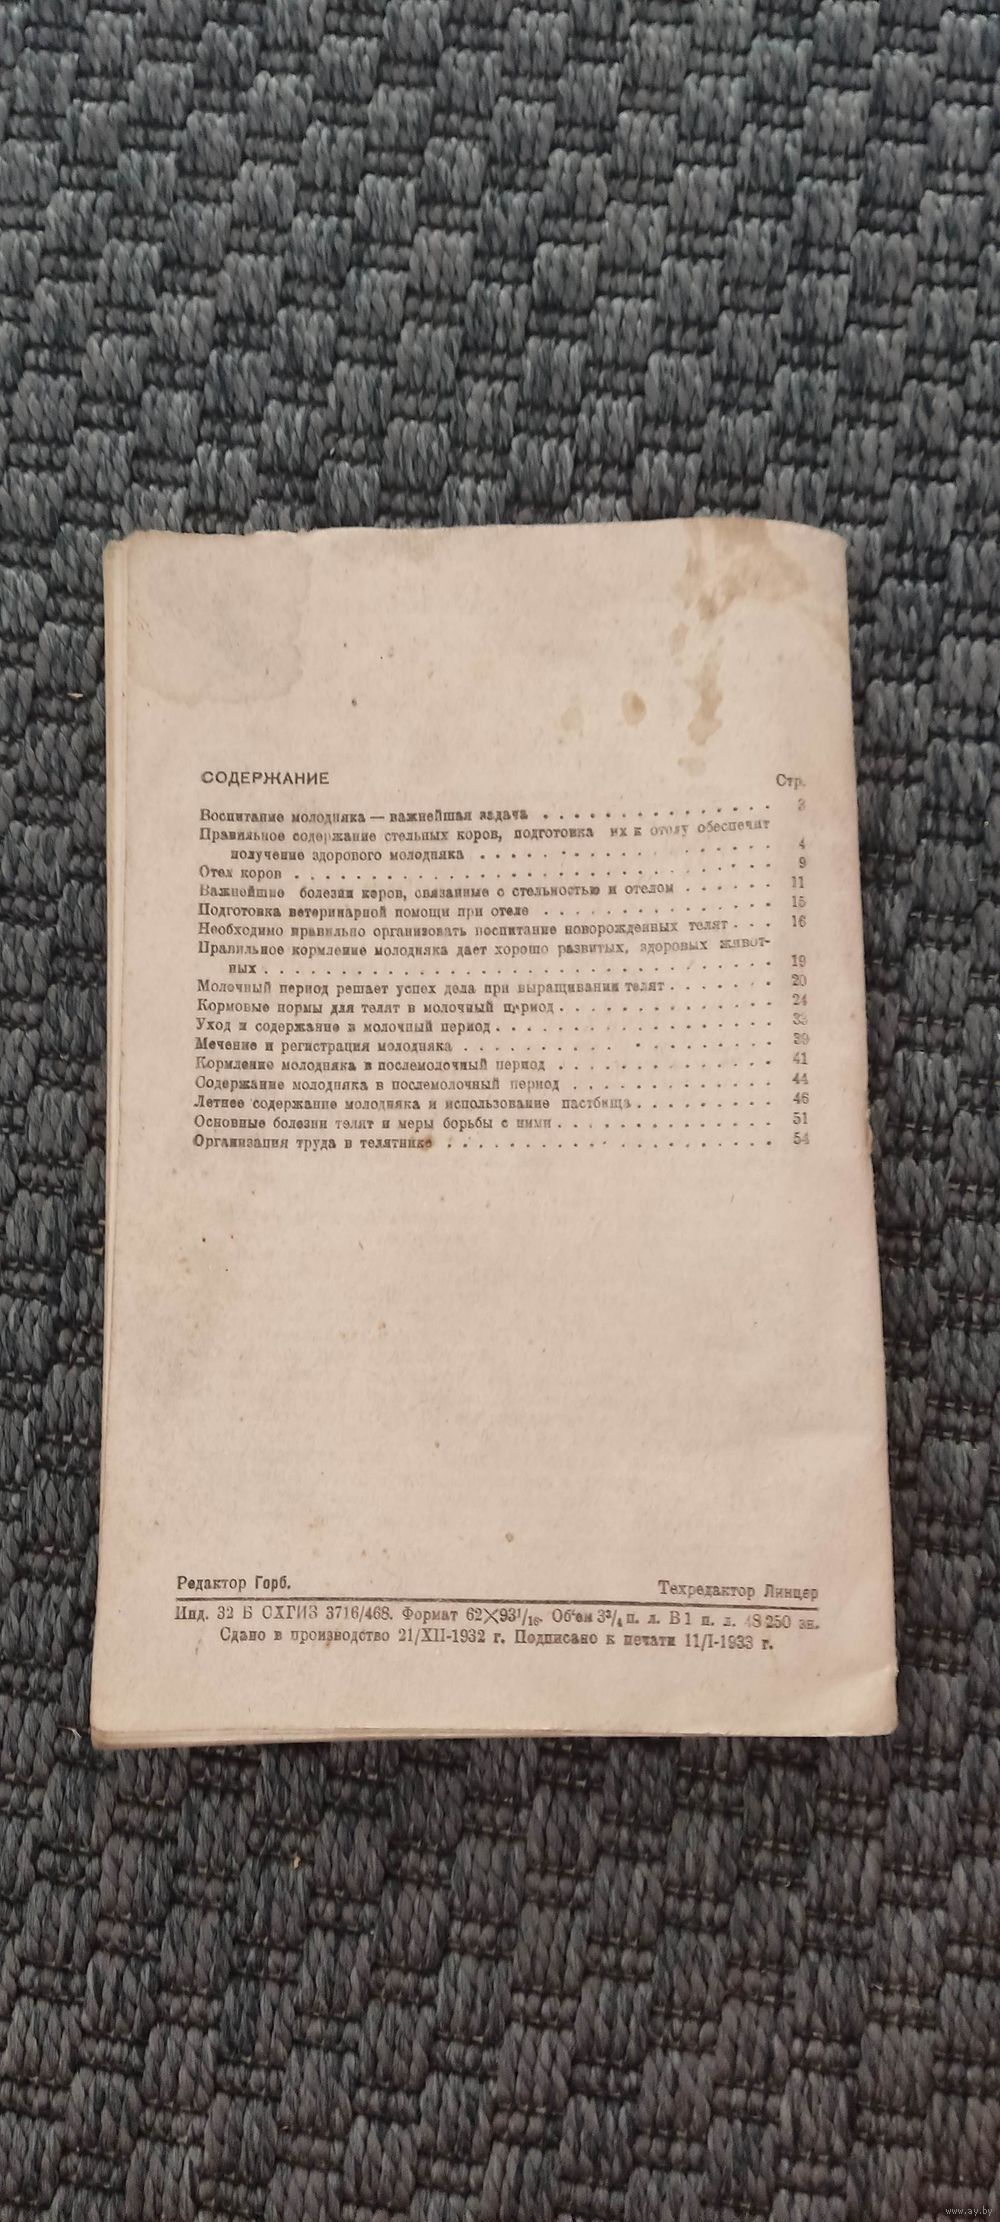 СОДЕРЖАНИЕ Стр.
Воспитание молодняка — важнейшая задача . . . . . . . . . . . . . . . 3
Правильное содержание стельных коров, подготовка их к отелу обеспечит
получение здорового молодняка . . . . . . . . . . . . . . . . . 4
Отел коров . . . . . . . . . . . . . . . . . . . . . . . . . . . 9
Важнейшие болезни коров, связанные с стельностью и отелом . . . . . . 11
Подготовка ветеринарной помощи при отеле . . . . . . . . . . . . . . 15
Необходимо правильно организовать воспитание новорожденных телят . . . 16
Правильное кормление молодняка дает хорошо развитых, здоровых живот-
ных . . . . . . . . . . . . . . . . . . . . . . . . . . . . . 19
Молочный период решает успех дела при выращивании телят . . . . . . . 20
Кормовые нормы для телят в молочный период . . . . . . . . . . . . . 24
Уход и содержание в молочный период . . . . . . . . . . . . . . . . . 33
Мечение и регистрация молодняка . . . . . . . . . . . . . . . . . . 39
Кормление молодняка в послемолочный период . . . . . . . . . . . . . 41
Содержание молодняка в послемолочный период . . . . . . . . . . . . 44
Летнее содержание молодняка и использование пастбища . . . . . . . . . 46
Основные болезни телят и меры борьбы с ними . . . . . . . . . . . . . 51
Организация труда в телятнике . . . . . . . . . . . . . . . . . . . 54
Редактор Горб. Техредактор Линцер
Инд. 32 Б СХГИЗ 3716/468. Формат 62×93¹/₁₆. Об'ем 3³/₄ п. л. В 1 п. л. 48 250 зн.
Сдано в производство 21/XII-1932 г. Подписано к печати 11/I-1933 г.
www.ay.by